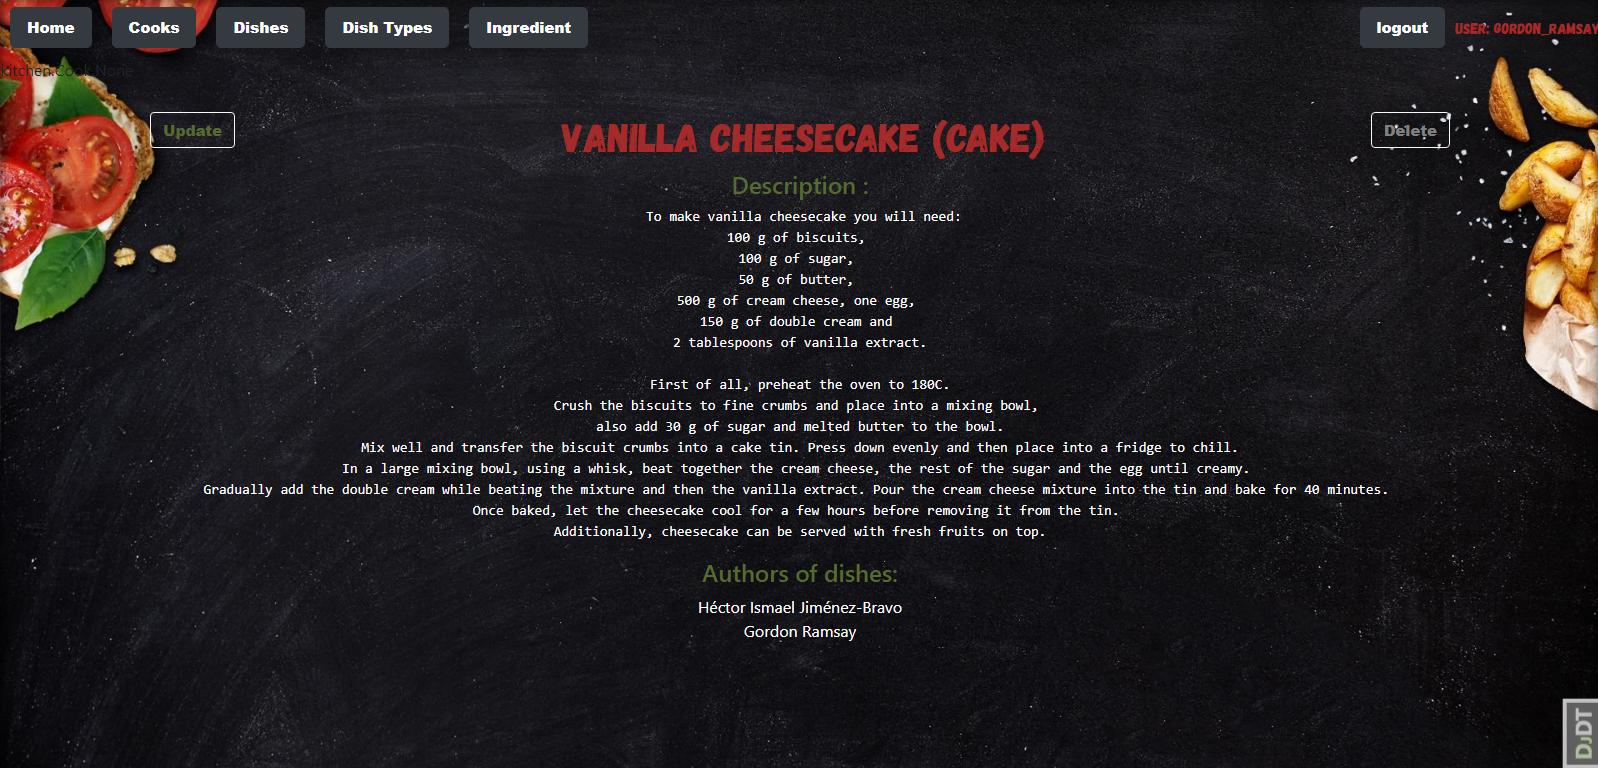 Home
Cooks
Dishes
Dish Types
Ingredient
logout
USER: GORDON_RAMSAY
kitchen.Cook.None
Update
VANILLA CHEESECAKE (CAKE)
Delete
Description :
To make vanilla cheesecake you will need:
100 g of biscuits,
100 g of sugar,
50 g of butter,
500 g of cream cheese, one egg,
150 g of double cream and
2 tablespoons of vanilla extract.
First of all, preheat the oven to 180C.
Crush the biscuits to fine crumbs and place into a mixing bowl,
also add 30 g of sugar and melted butter to the bowl.
Mix well and transfer the biscuit crumbs into a cake tin. Press down evenly and then place into a fridge to chill.
In a large mixing bowl, using a whisk, beat together the cream cheese, the rest of the sugar and the egg until creamy.
Gradually add the double cream while beating the mixture and then the vanilla extract. Pour the cream cheese mixture into the tin and bake for 40 minutes.
Once baked, let the cheesecake cool for a few hours before removing it from the tin.
Additionally, cheesecake can be served with fresh fruits on top.
Authors of dishes:
Héctor Ismael Jiménez-Bravo
Gordon Ramsay
DJDT